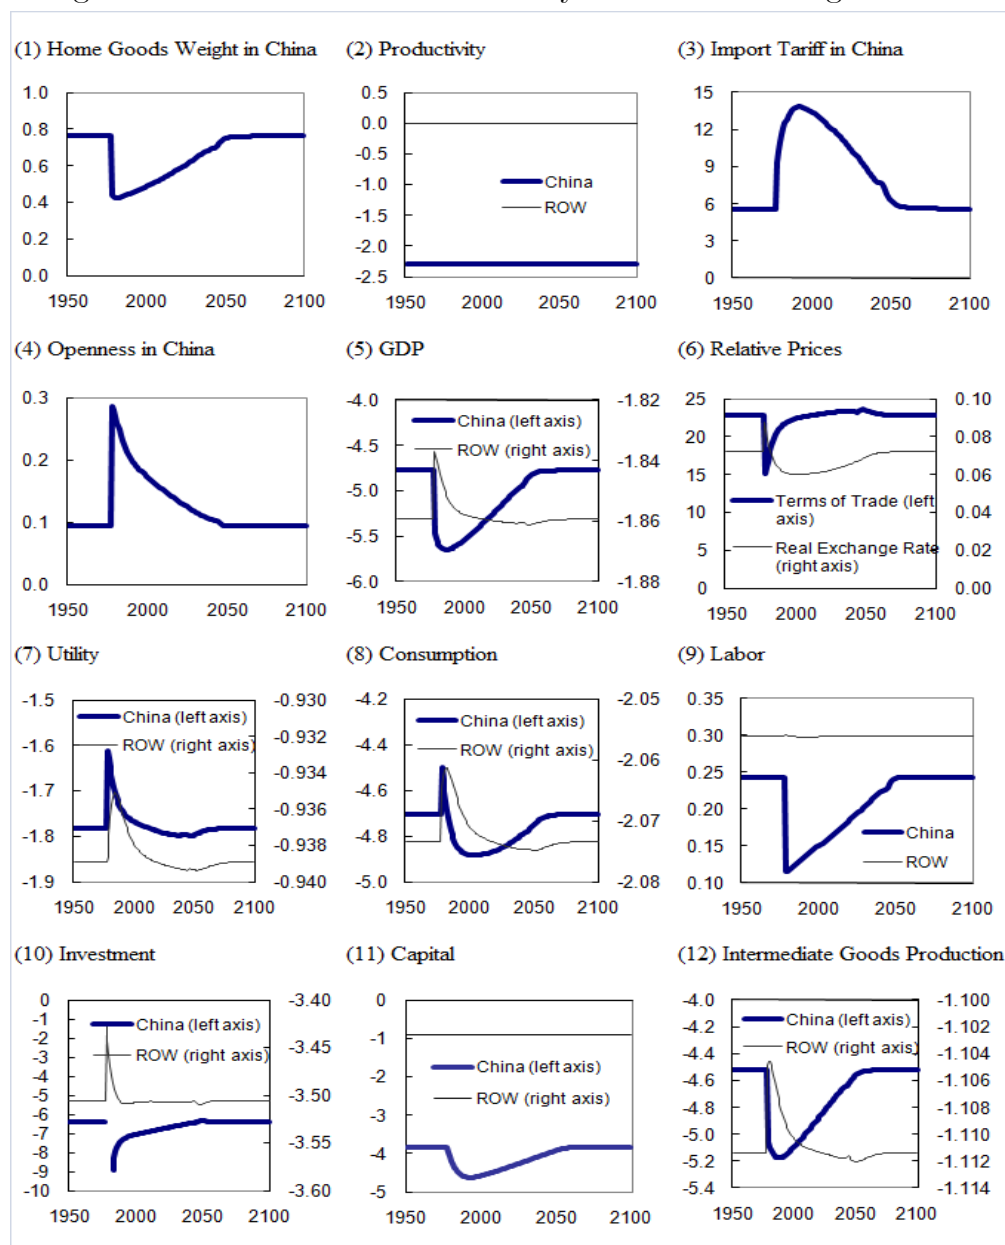 (1) Home Goods Weight in China
(2) Productivity
(3) Import Tariff in China
1.0
0.8
0.6
0.4
0.2
0.0
1950 2000 2050 2100
0.5
0.0
-0.5
-1.0
-1.5
-2.0
-2.5
China
ROW
1950 2000 2050 2100
15
12
9
6
3
0
1950 2000 2050 2100
(4) Openness in China
(5) GDP
(6) Relative Prices
0.3
0.2
0.1
0.0
1950 2000 2050 2100
-4.0
-4.5
-5.0
-5.5
-6.0
China (left axis)
ROW (right axis)
-1.82
-1.84
-1.86
-1.88
1950 2000 2050 2100
25
20
15
10
5
0
Terms of Trade (left
axis)
Real Exchange Rate
(right axis)
0.10
0.08
0.06
0.04
0.02
0.00
1950 2000 2050 2100
(7) Utility
(8) Consumption
(9) Labor
-1.5
-1.6
-1.7
-1.8
-1.9
China (left axis)
ROW (right axis)
-0.930
-0.932
-0.934
-0.936
-0.938
-0.940
1950 2000 2050 2100
-4.2
-4.4
-4.6
-4.8
-5.0
China (left axis)
ROW (right axis)
-2.05
-2.06
-2.07
-2.08
1950 2000 2050 2100
0.35
0.30
0.25
0.20
0.15
0.10
China
ROW
1950 2000 2050 2100
(10) Investment
(11) Capital
(12) Intermediate Goods Production
0
-1
-2
-3
-4
-5
-6
-7
-8
-9
-10
China (left axis)
ROW (right axis)
-3.40
-3.45
-3.50
-3.55
-3.60
1950 2000 2050 2100
0
-1
-2
-3
-4
-5
China (left axis)
ROW (right axis)
1950 2000 2050 2100
-4.0
-4.2
-4.4
-4.6
-4.8
-5.0
-5.2
-5.4
China (left axis)
ROW (right axis)
-1.100
-1.102
-1.104
-1.106
-1.108
-1.110
-1.112
-1.114
1950 2000 2050 2100